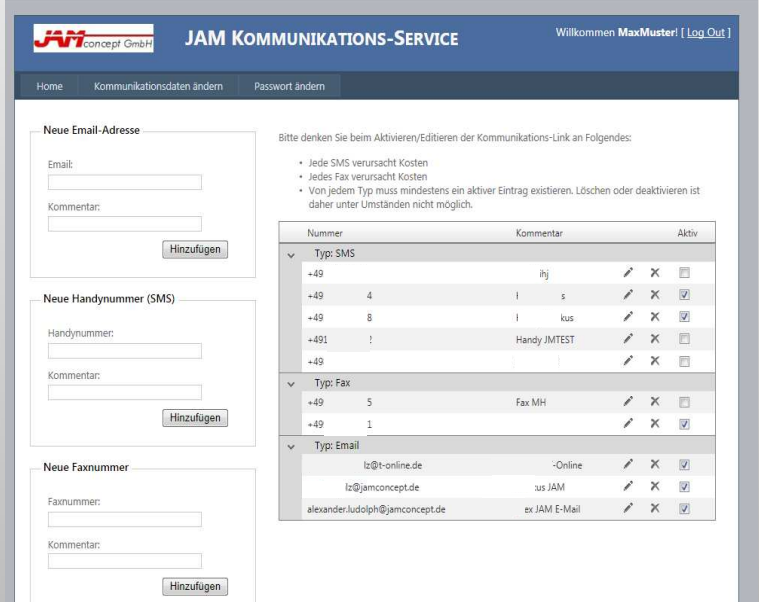 JAM concept GmbH
JAM KOMMUNIKATIONS-SERVICE
Willkommen MaxMuster! [ Log Out ]
Home Kommunikationsdaten ändern Passwort ändern
Neue Email-Adresse
Email:
Kommentar:
Hinzufügen
Neue Handynummer (SMS)
Handynummer:
Kommentar:
Hinzufügen
Neue Faxnummer
Faxnummer:
Kommentar:
Hinzufügen
Bitte denken Sie beim Aktivieren/Editieren der Kommunikations-Link an Folgendes:
• Jede SMS verursacht Kosten
• Jedes Fax verursacht Kosten
• Von jedem Typ muss mindestens ein aktiver Eintrag existieren. Löschen oder deaktivieren ist
daher unter Umständen nicht möglich.
Nummer Kommentar Aktiv
Typ: SMS
+49 ihj
+49 4 s
+49 8 kus
+491 Handy JMTEST
+49
Typ: Fax
+49 5 Fax MH
+49 1
Typ: Email
lz@t-online.de -Online
lz@jamconcept.de :us JAM
alexander.ludolph@jamconcept.de ex JAM E-Mail